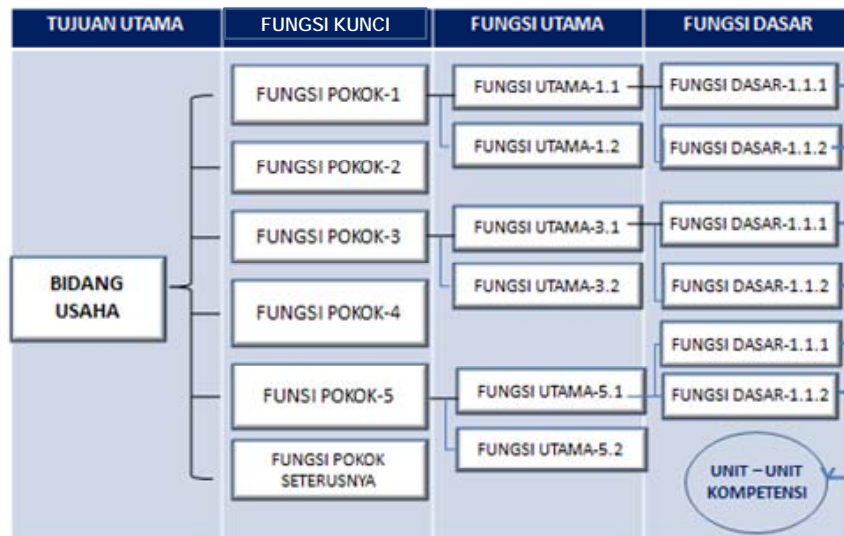 TUJUAN UTAMA
FUNGSI KUNCI
FUNGSI UTAMA
FUNGSI DASAR
BIDANG
USAHA
FUNGSI POKOK-1
FUNGSI POKOK-2
FUNGSI POKOK-3
FUNGSI POKOK-4
FUNSI POKOK-5
FUNGSI POKOK
SETERUSNYA
FUNGSI UTAMA-1.1
FUNGSI UTAMA-1.2
FUNGSI UTAMA-3.1
FUNGSI UTAMA-3.2
FUNGSI UTAMA-5.1
FUNGSI UTAMA-5.2
FUNGSI DASAR-1.1.1
FUNGSI DASAR-1.1.2
FUNGSI DASAR-1.1.1
FUNGSI DASAR-1.1.2
FUNGSI DASAR-1.1.1
FUNGSI DASAR-1.1.2
UNIT – UNIT
KOMPETENSI